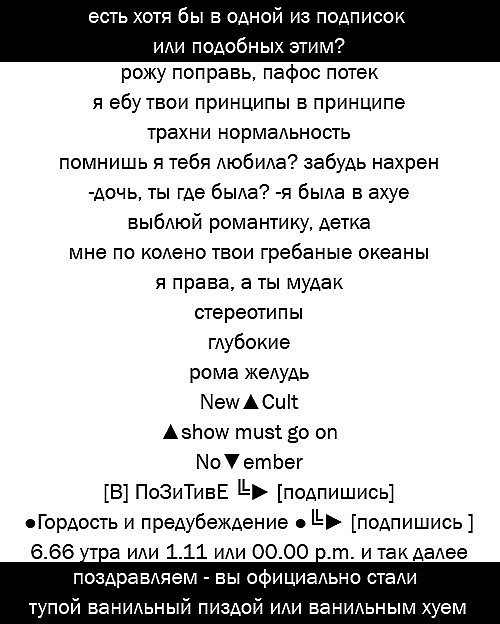 есть хотя бы в одной из подписок
или подобных этим?
рожу поправь, пафос потек
я ебу твои принципы в принципе
трахни нормальность
помнишь я тебя любила? забудь нахрен
-дочь, ты где была? -я была в ахуе
выблюй романтику, детка
мне по колено твои гребаные океаны
я права, а ты мудак
стереотипы
глубокие
рома желудь
New▲Cult
▲show must go on
No▼ember
[В] ПоЗиТивЕ ╚► [подпишись]
●Гордость и предубеждение ●╚► [подпишись ]
6.66 утра или 1.11 или 00.00 p.m. и так далее
поздравляем - вы официально стали
тупой ванильный пиздой или ванильным хуем